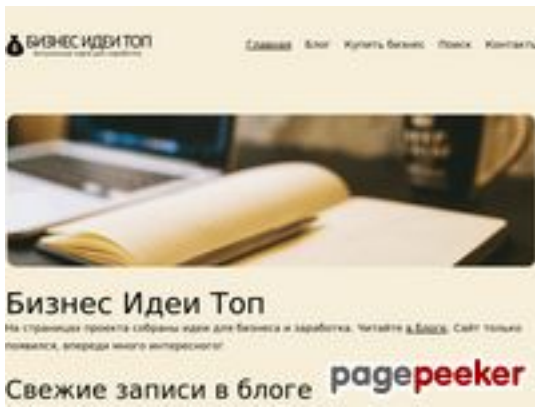 БИЗНЕС ИДЕИ ТОП
Главная Блог Купить бизнес Поиск Контакты
Бизнес Идеи Топ
На страницах проекта собраны идеи для бизнеса и заработка. Читайте в блоге. Сайт только
появился, впереди много интересного!
Свежие записи в блоге
pagepeeker